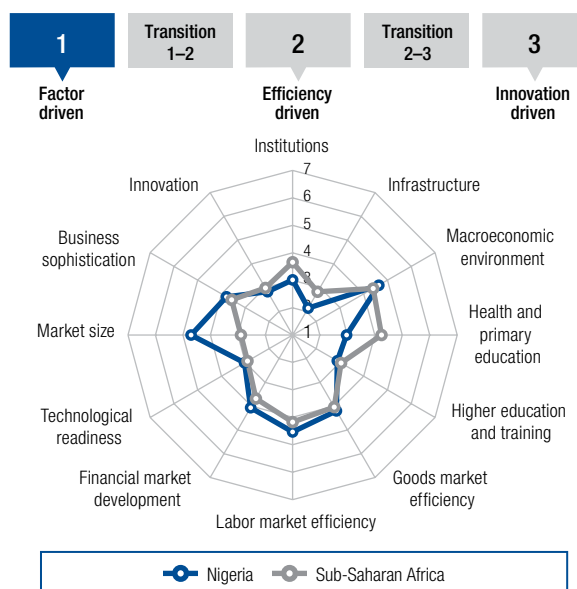 1
Transition
1–2
2
Transition
2–3
3
Factor
driven
Efficiency
driven
Innovation
driven
Institutions
7
Innovation
Infrastructure
6
Business
sophistication
5
Macroeconomic
environment
4
3
2
Market size
1
Health and
primary
education
Technological
readiness
Higher education
and training
Financial market
development
Goods market
efficiency
Labor market efficiency
Nigeria
Sub-Saharan Africa